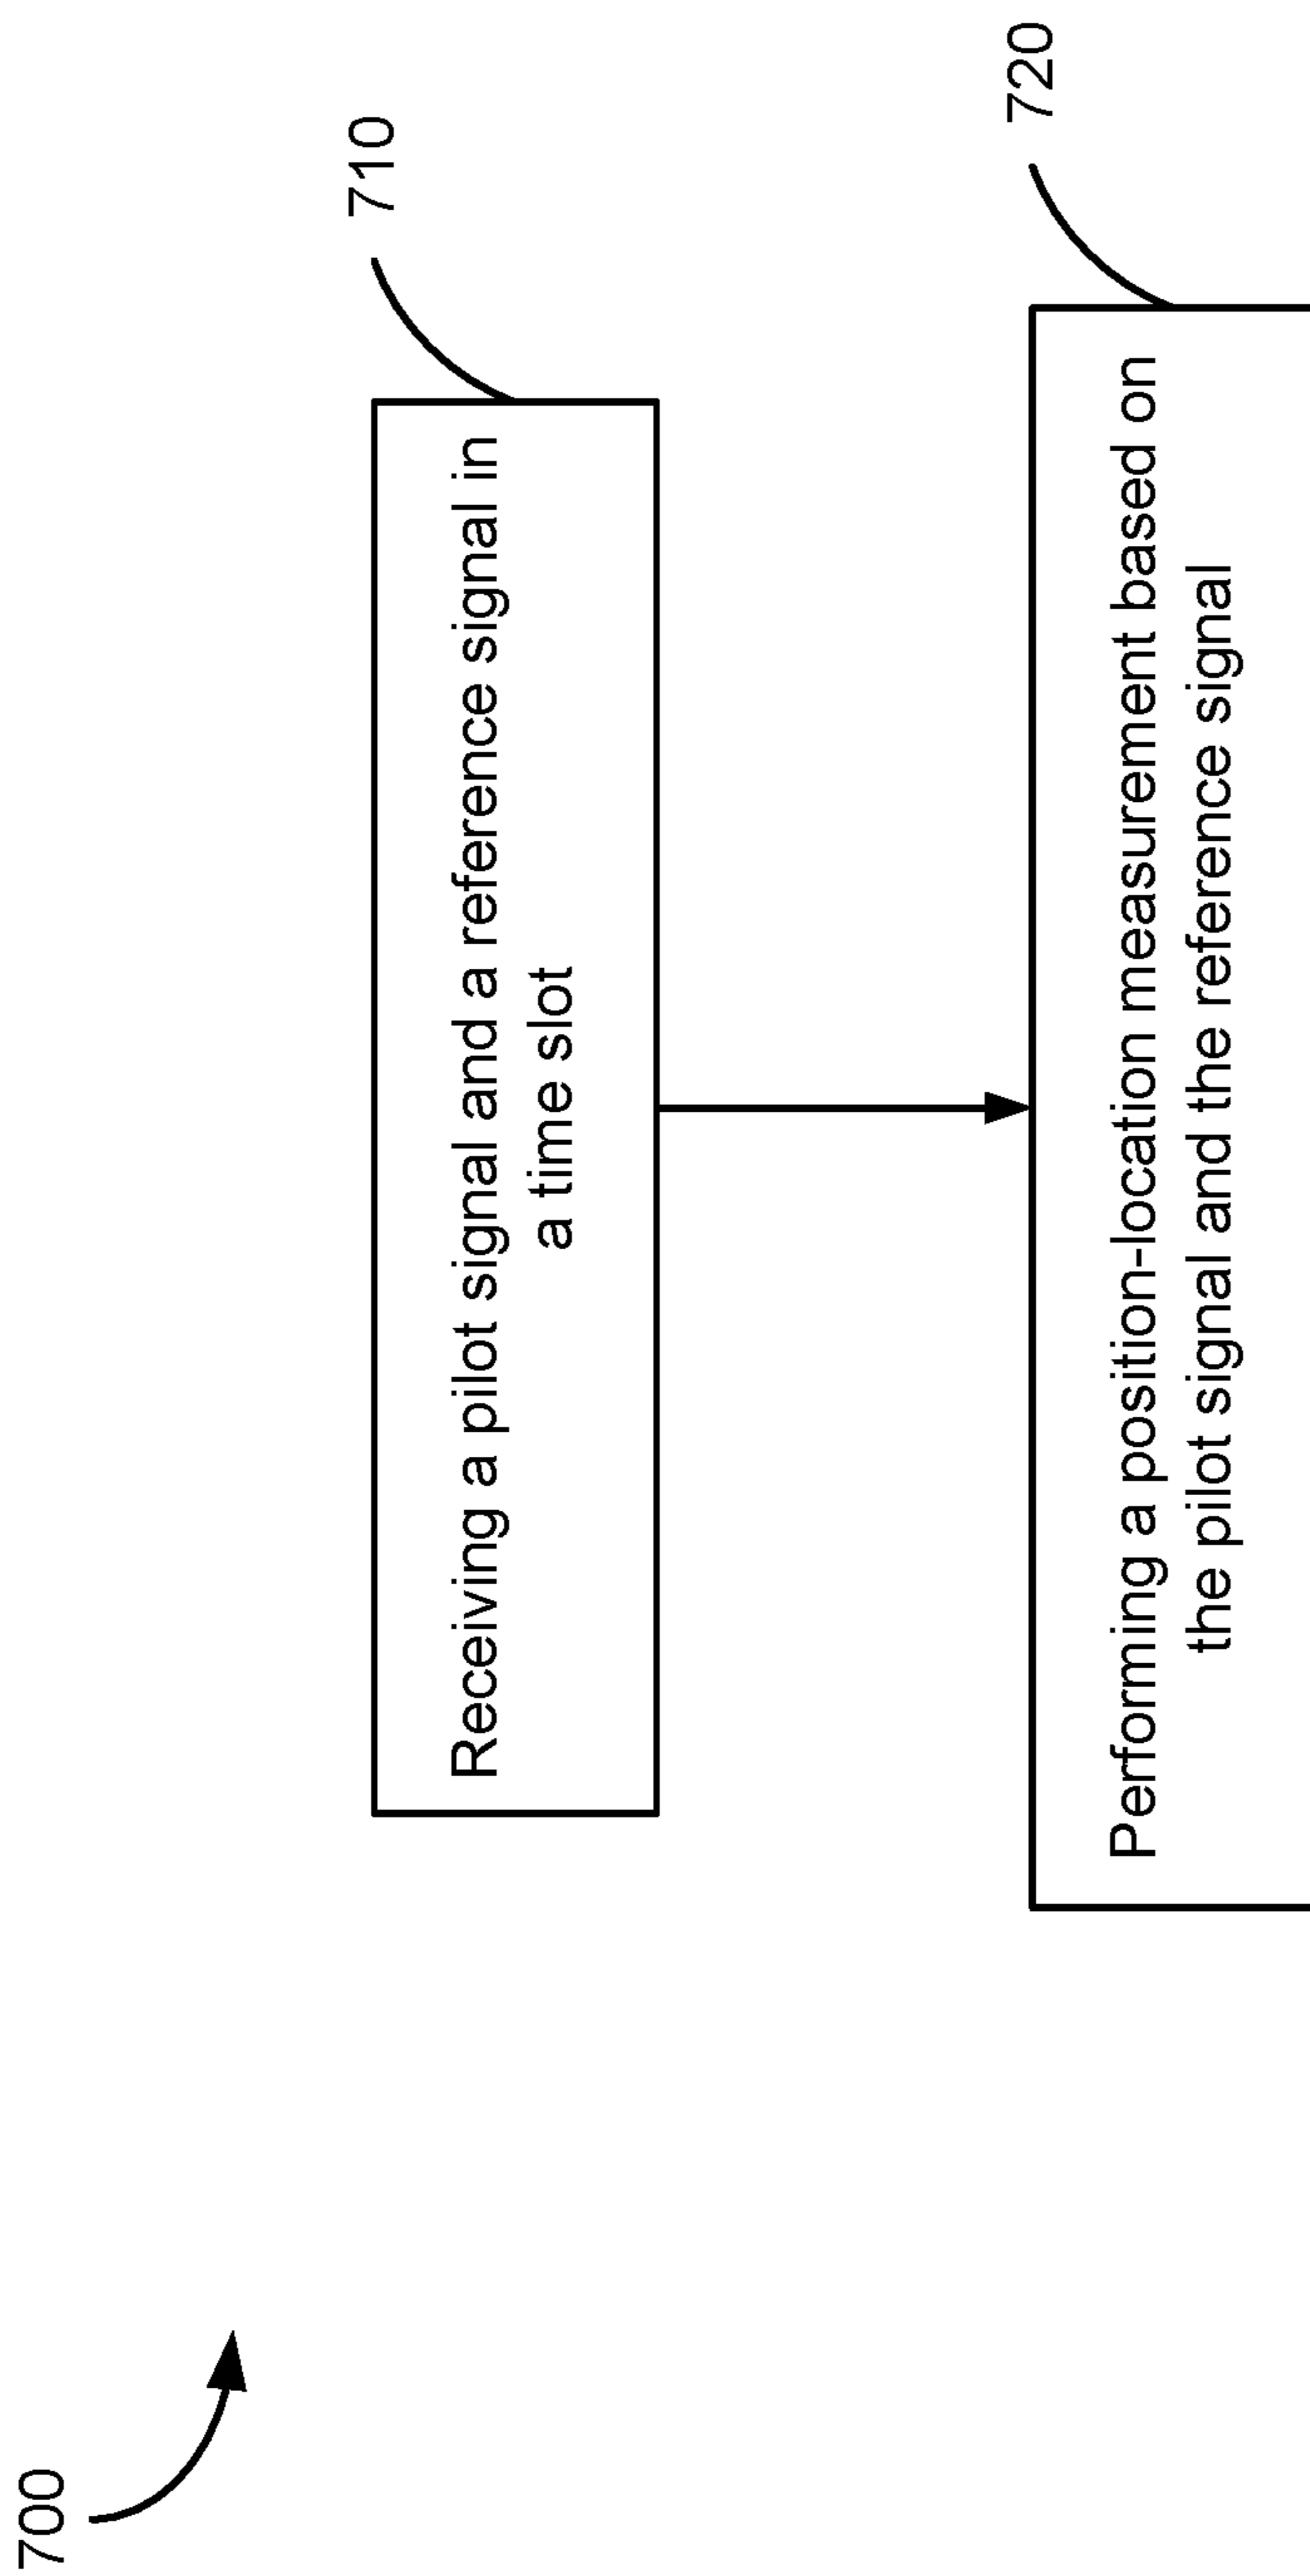 700
710
Receiving a pilot signal and a reference signal in
a time slot
720
Performing a position-location measurement based on
the pilot signal and the reference signal